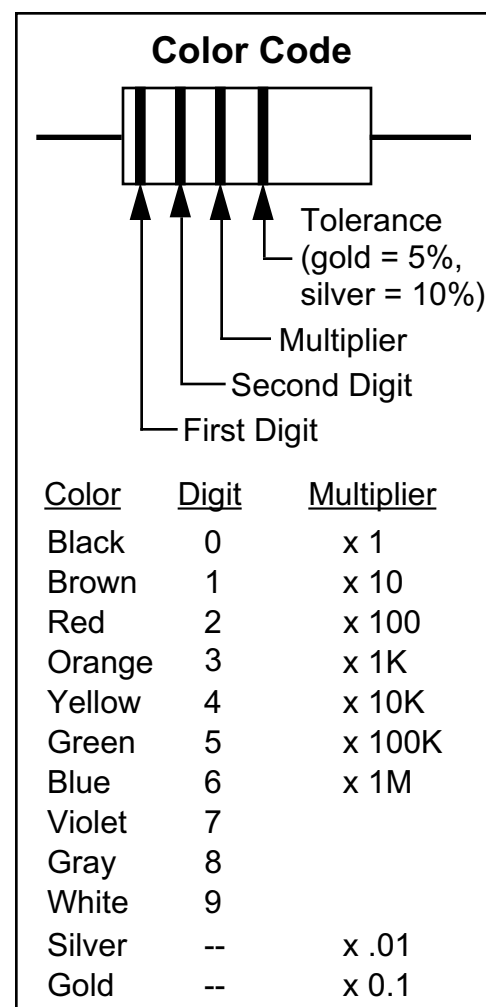 Color Code
Tolerance
(gold = 5%,
silver = 10%)
Multiplier
Second Digit
First Digit
Color Digit Multiplier
Black 0 x 1
Brown 1 x 10
Red 2 x 100
Orange 3 x 1K
Yellow 4 x 10K
Green 5 x 100K
Blue 6 x 1M
Violet 7
Gray 8
White 9
Silver -- x .01
Gold -- x 0.1